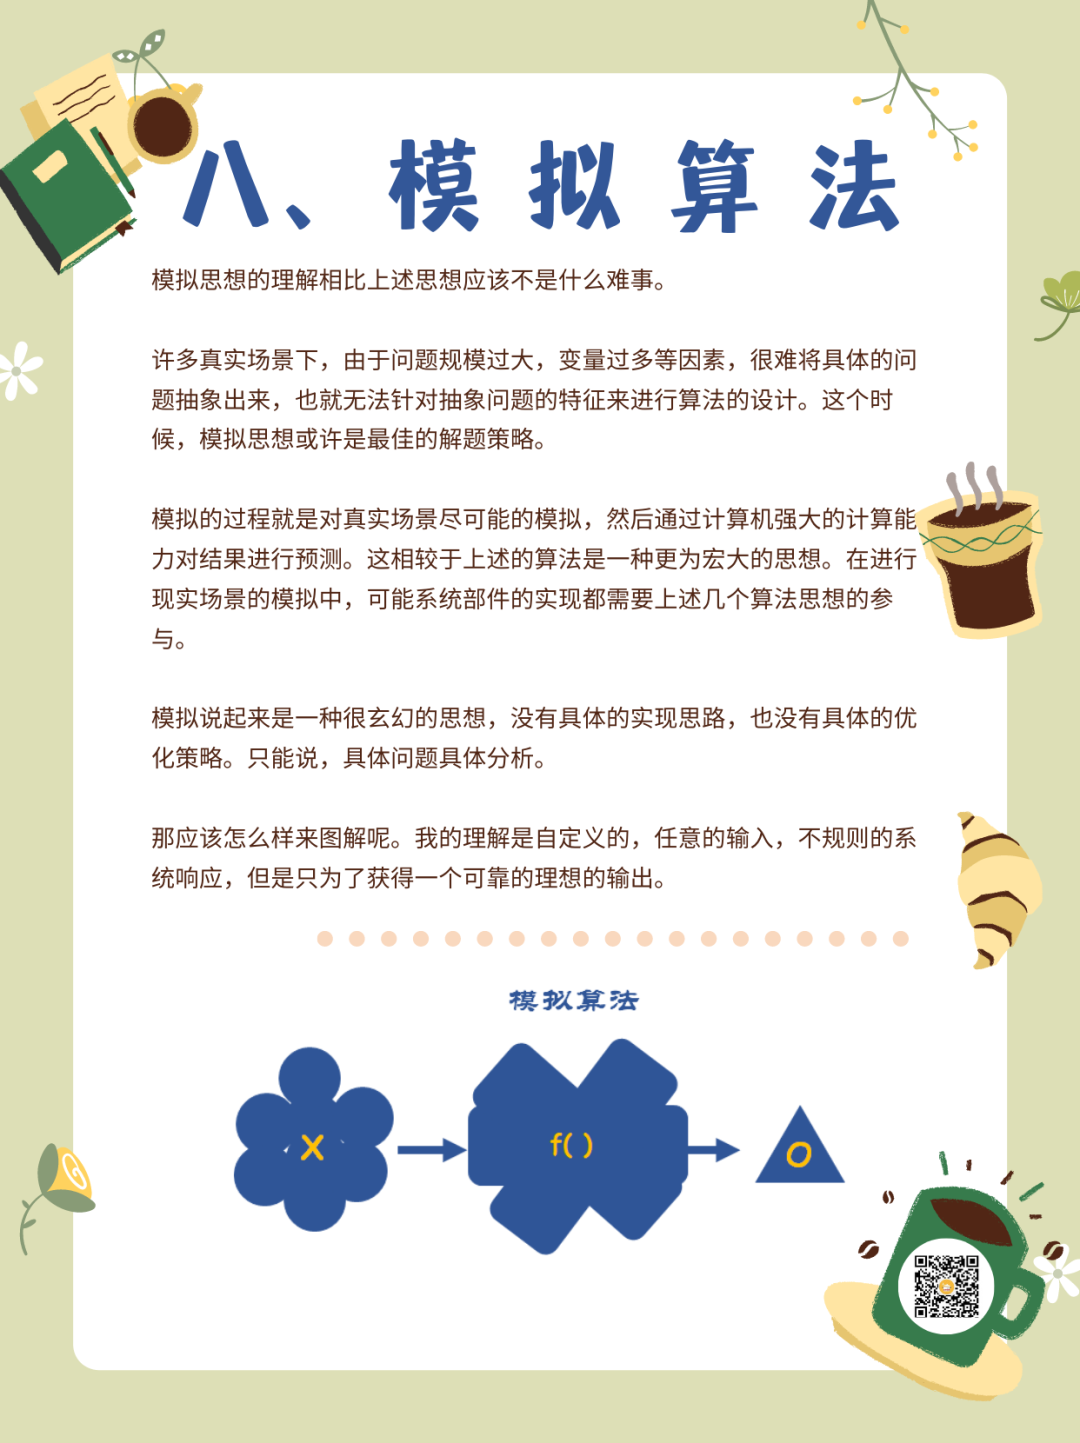 八、模拟算法
模拟思想的理解相比上述思想应该不是什么难事。
许多真实场景下，由于问题规模过大，变量过多等因素，很难将具体的问
题抽象出来，也就无法针对抽象问题的特征来进行算法的设计。这个时
候，模拟思想或许是最佳的解题策略。
模拟的过程就是对真实场景尽可能的模拟，然后通过计算机强大的计算能
力对结果进行预测。这相较于上述的算法是一种更为宏大的思想。在进行
现实场景的模拟中，可能系统部件的实现都需要上述几个算法思想的参
与。
模拟说起来是一种很玄幻的思想，没有具体的实现思路，也没有具体的优
化策略。只能说，具体问题具体分析。
那应该怎么样来图解呢。我的理解是自定义的，任意的输入，不规则的系
统响应，但是只为了获得一个可靠的理想的输出。
模拟算法
X
f( )
O